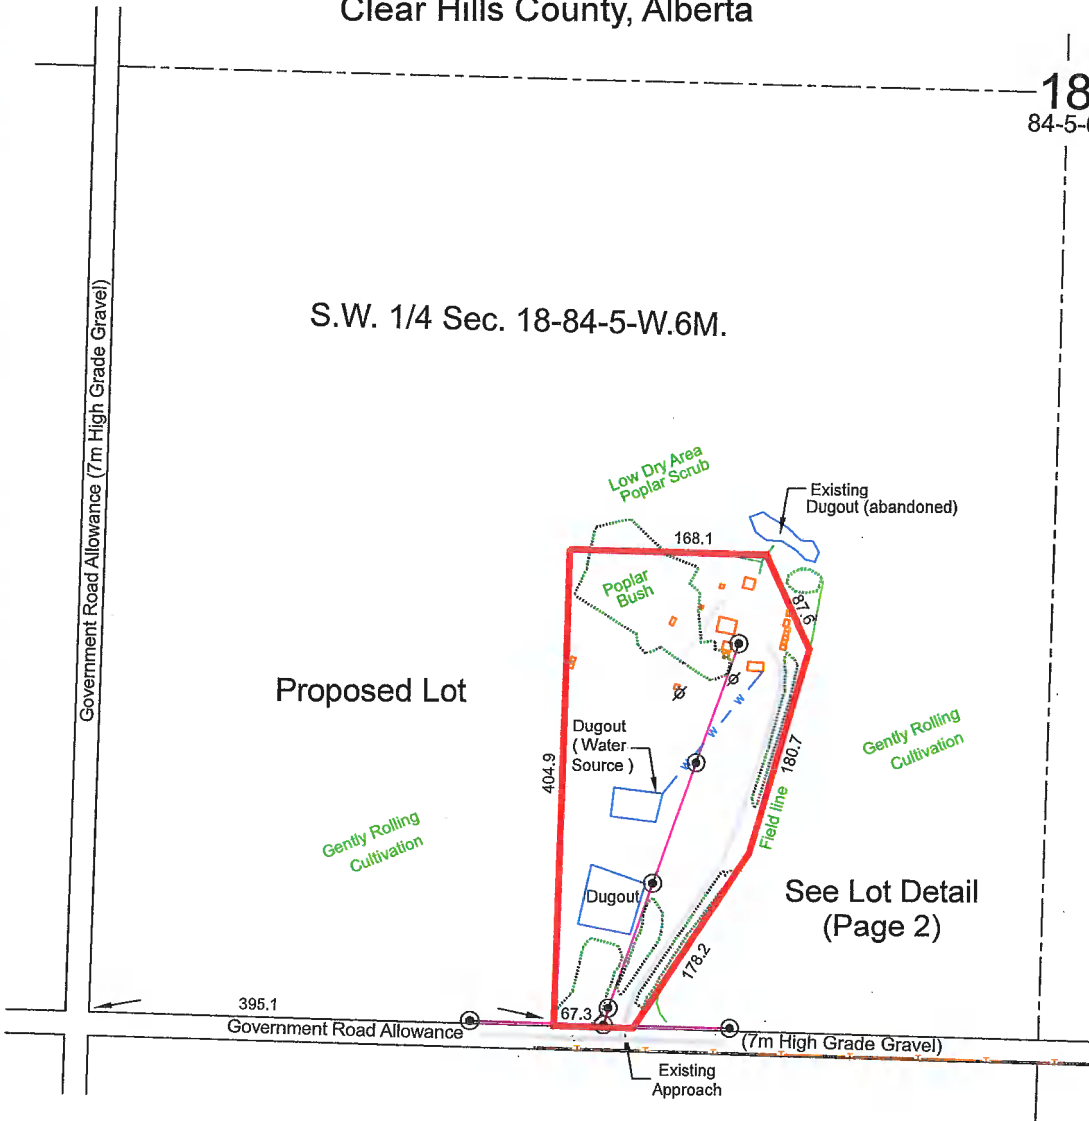 Clear Hills County, Alberta
18
84-5-
S.W. 1/4 Sec. 18-84-5-W.6M.
Government Road Allowance (7m High Grade Gravel)
Low Dry Area
Poplar Scrub
Existing
Dugout (abandoned)
168.1
Poplar
Bush
87.6
Proposed Lot
Dugout
( Water
Source )
W
W
W
404.9
180.7
Gently Rolling
Cultivation
Field line
Gently Rolling
Cultivation
Dugout
See Lot Detail
(Page 2)
178.2
395.1
67.3
Government Road Allowance
(7m High Grade Gravel)
T
T
T
T
T
T
Existing
Approach